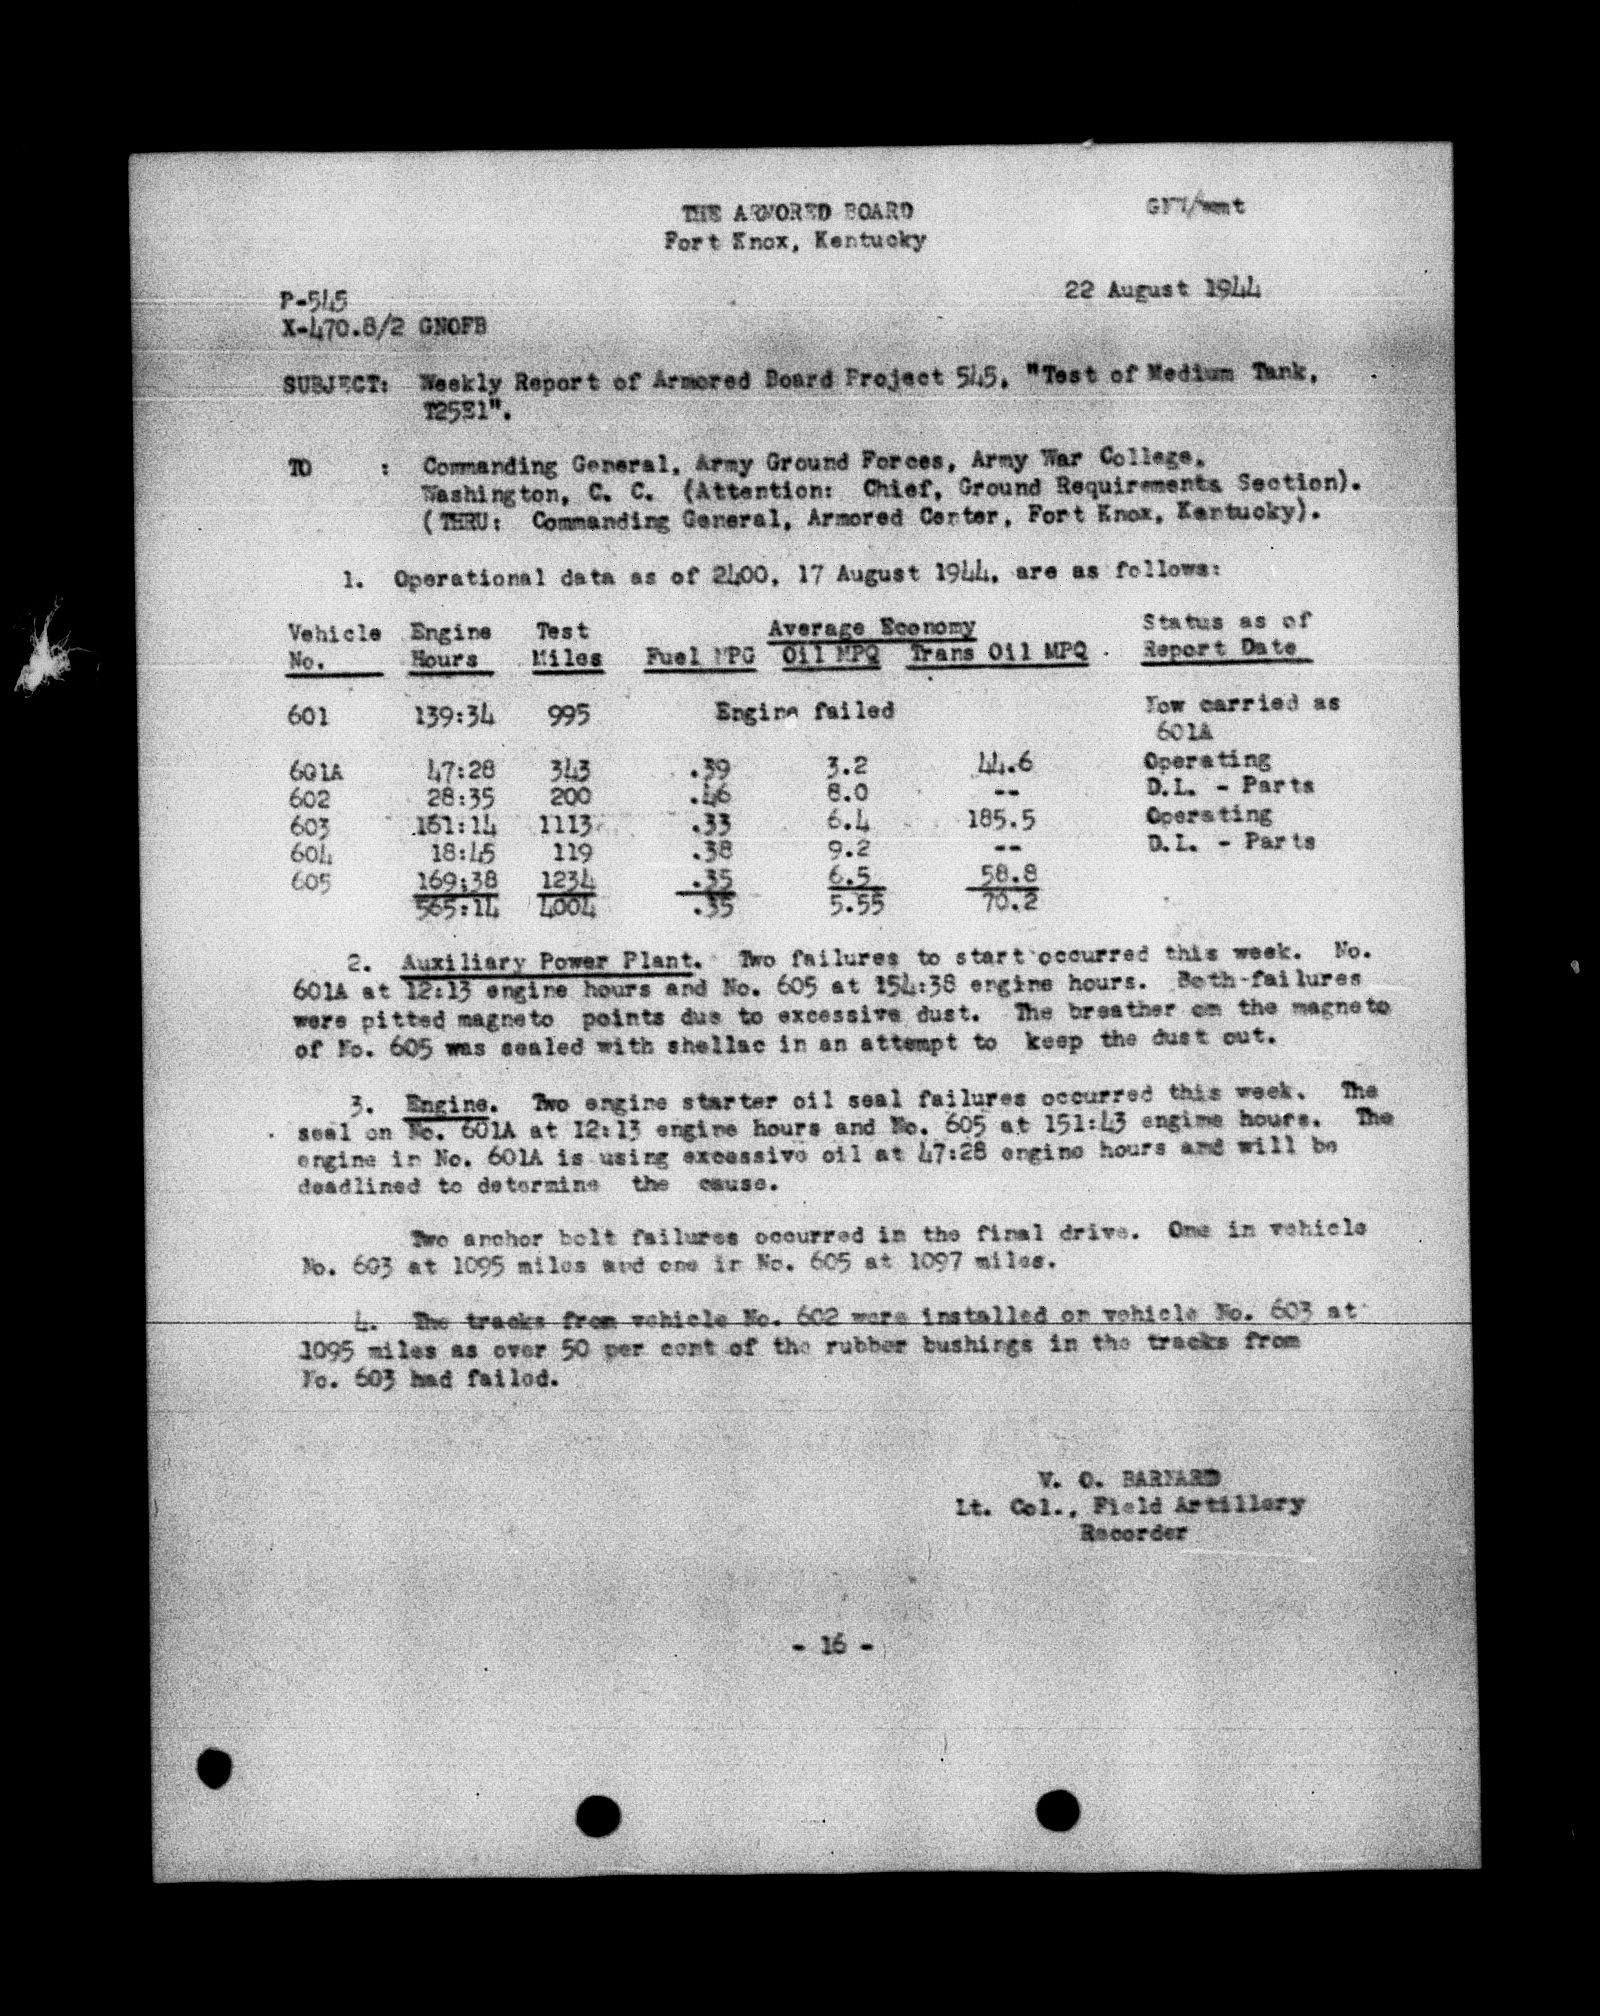 THE ARMORED BOARD
Fort Knox, Kentucky
22 August 1944
P-545
X-470.8/2 GNOFB
SUBJECT: Weekly Report of Armored Board Project 545, "Test of Medium Tank,
T25E1".
TO : Commanding General, Army Ground Forces, Army War College,
Washington, C. C. (Attention: Chief, Ground Requirements Section).
(THRU: Commanding General, Armored Center, Fort Knox, Kentucky).
1. Operational data as of 2400, 17 August 1944, are as follows:
Vehicle Engine Test Average Economy Status as of
No. Hours Miles Fuel MPG Oil MPQ Trans Oil MPQ Report Date
601 139:34 995 Engine failed Now carried as
601A
601A 47:28 343 .39 3.2 44.6 Operating
602 28:35 200 .46 8.0 -- D.L. - Parts
603 161:14 1113 .33 6.4 185.5 Operating
604 18:45 119 .38 9.2 -- D.L. - Parts
605 169:38 1234 .35 6.5 58.8
565:14 4004 .35 5.55 70.2
2. Auxiliary Power Plant. Two failures to start occurred this week. No.
601A at 12:13 engine hours and No. 605 at 154:38 engine hours. Both failures
were pitted magneto points due to excessive dust. The breather on the magneto
of No. 605 was sealed with shellac in an attempt to keep the dust out.
3. Engine. Two engine starter oil seal failures occurred this week. The
seal on No. 601A at 12:13 engine hours and No. 605 at 151:43 engine hours. The
engine in No. 601A is using excessive oil at 47:28 engine hours and will be
deadlined to determine the cause.
Two anchor bolt failures occurred in the final drive. One in vehicle
No. 603 at 1095 miles and one in No. 605 at 1097 miles.
4. The tracks from vehicle No. 602 were installed on vehicle No. 603 at
1095 miles as over 50 per cent of the rubber bushings in the tracks from
No. 603 had failed.
V. O. BARNARD
Lt. Col., Field Artillery
Recorder
- 16 -